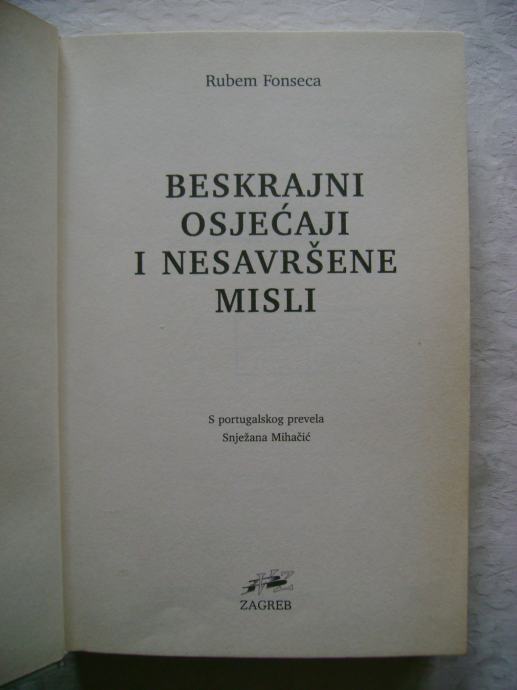 Rubem Fonseca
BESKRAJNI
OSJEĆAJI
I NESAVRŠENE
MISLI
S portugalskog prevela
Snježana Mihačić
ZAGREB